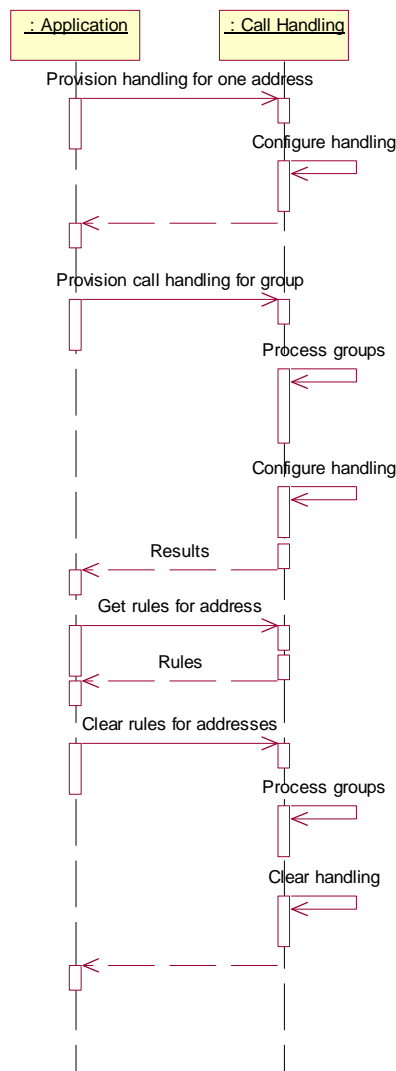 : Application
: Call Handling
Provision handling for one address
Configure handling
Provision call handling for group
Process groups
Configure handling
Results
Get rules for address
Rules
Clear rules for addresses
Process groups
Clear handling